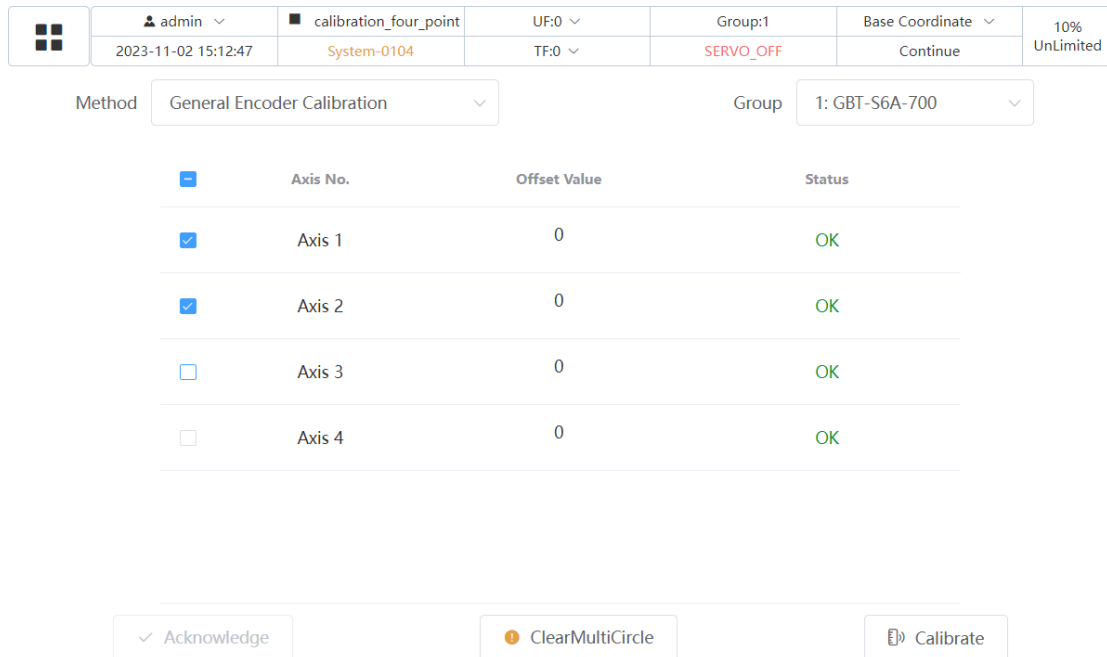 admin calibration_four_point UF:0 Group:1 Base Coordinate 10%
2023-11-02 15:12:47 System-0104 TF:0 SERVO_OFF Continue UnLimited
Method General Encoder Calibration Group 1: GBT-S6A-700
Axis No. Offset Value Status
Axis 1 0 OK
Axis 2 0 OK
Axis 3 0 OK
Axis 4 0 OK
Acknowledge ClearMultiCircle Calibrate